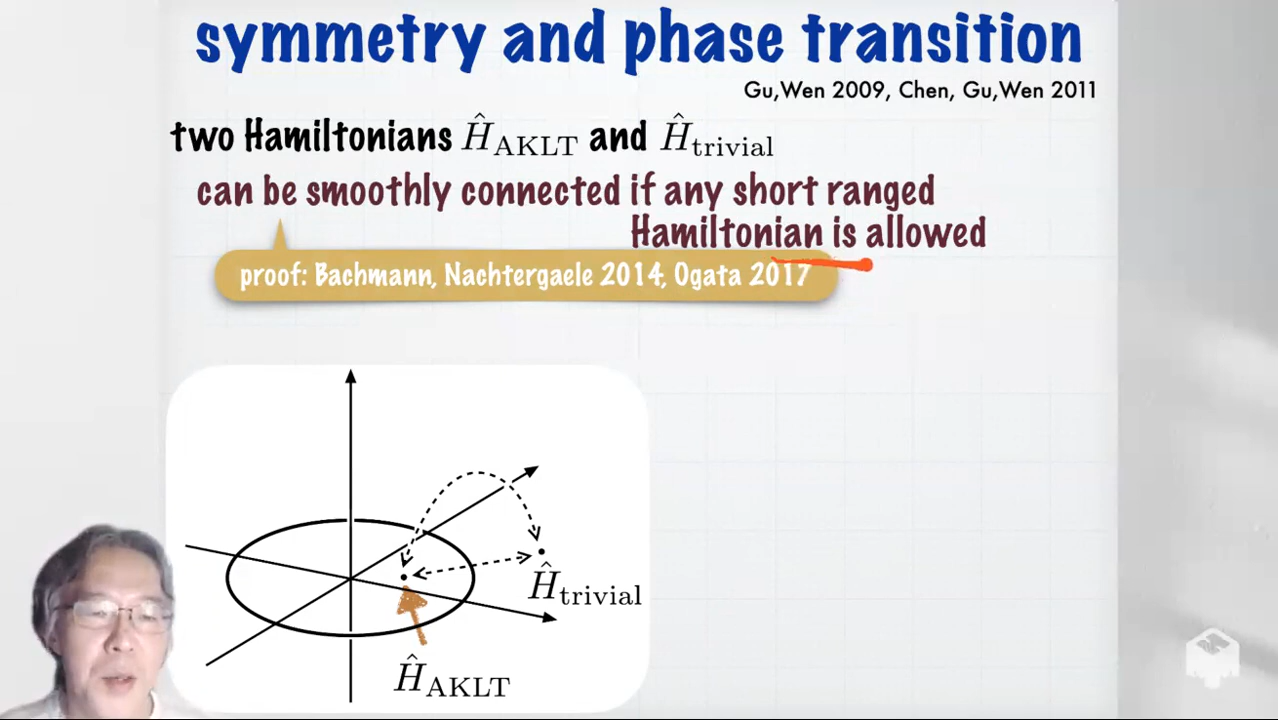 symmetry and phase transition
Gu,Wen 2009, Chen, Gu,Wen 2011
two Hamiltonians Ĥ_AKLT and Ĥ_trivial
can be smoothly connected if any short ranged
Hamiltonian is allowed
proof: Bachmann, Nachtergaele 2014, Ogata 2017
Ĥ_trivial
Ĥ_AKLT